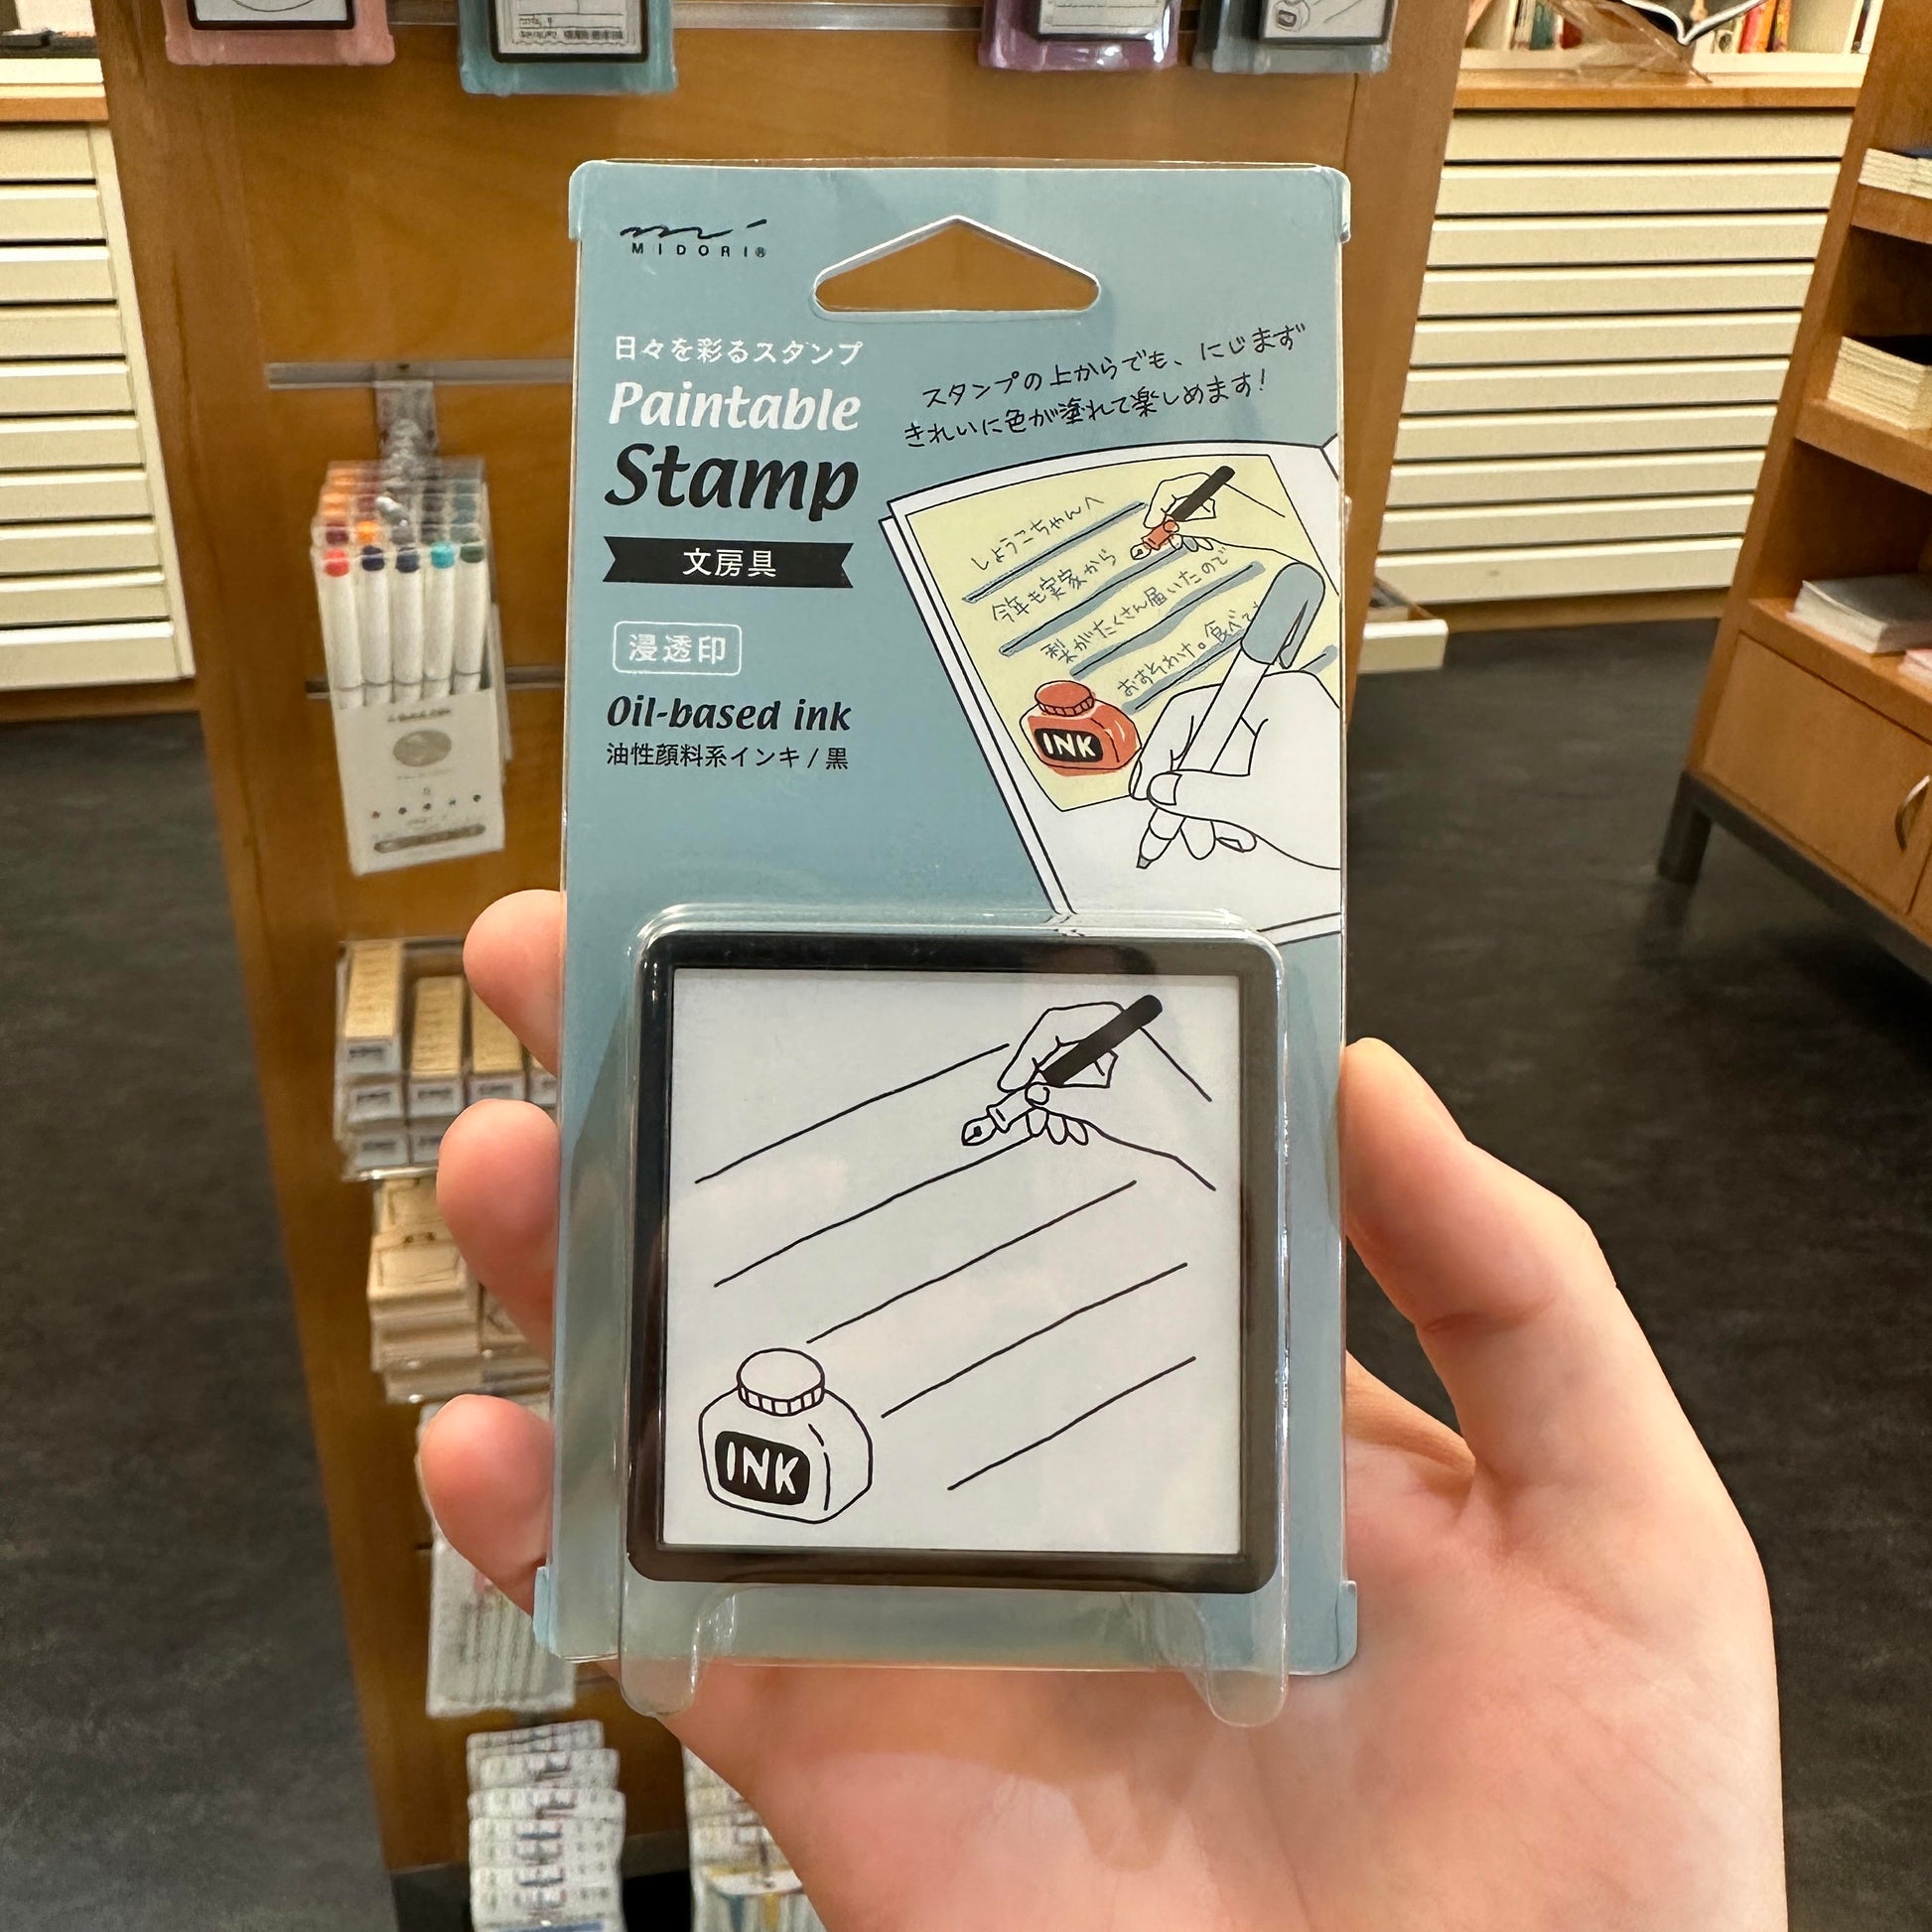 MIDORI®
日々を彩るスタンプ
Paintable
Stamp
文房具
浸透印
Oil-based ink
油性顔料系インキ / 黒
スタンプの上からでも、にじまず
きれいに色が塗れて楽しめます!
しょうこちゃんへ
今年も実家から
梨がたくさん届いたので
おすそわけ。食べて
INK
INK